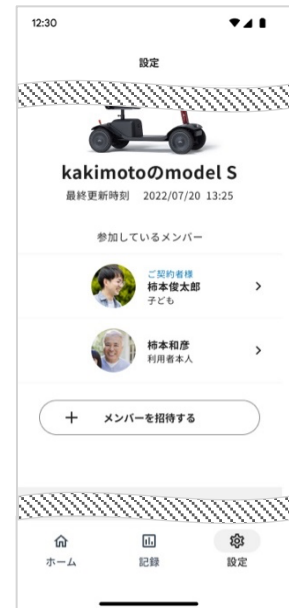 12:30
設定
kakimotoのmodel S
最終更新時刻 2022/07/20 13:25
参加しているメンバー
ご契約者様
柿本俊太郎
子ども
柿本和彦
利用者本人
+ メンバーを招待する
ホーム 記録 設定